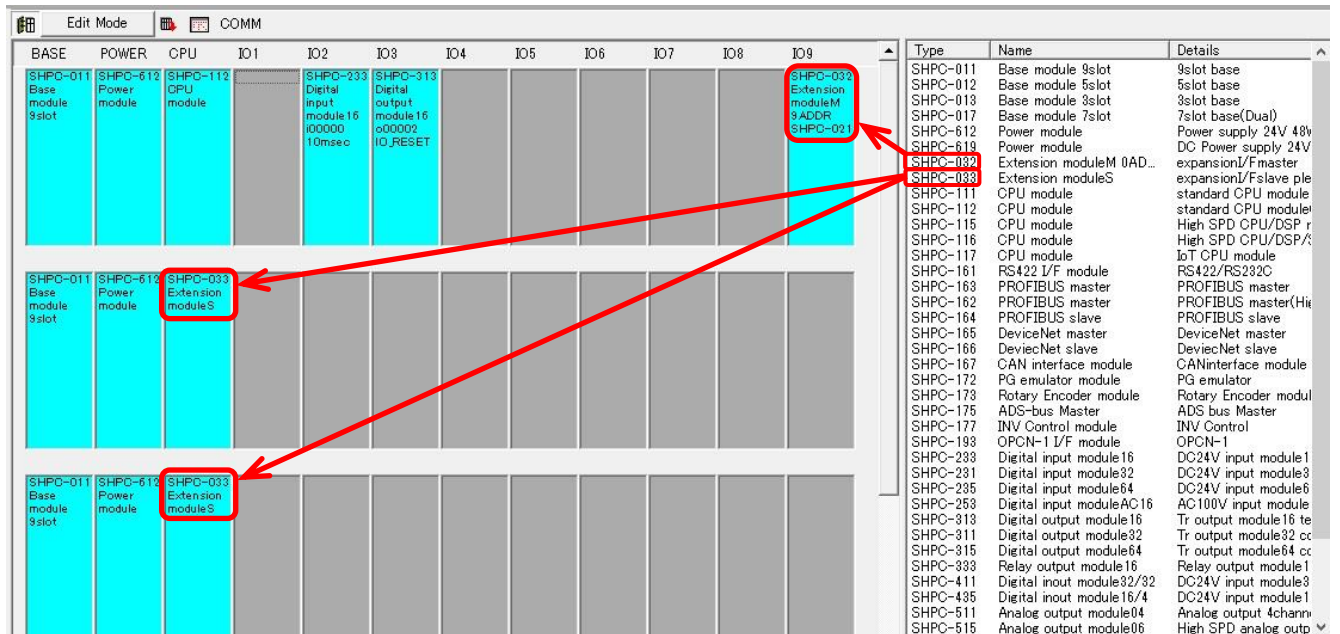 Edit Mode COMM
BASE POWER CPU IO1 IO2 IO3 IO4 IO5 IO6 IO7 IO8 IO9
SHPC-011
Base
module
9slot
SHPC-612
Power
module
SHPC-112
CPU
module
SHPC-233
Digital
input
module16
i00000
10msec
SHPC-313
Digital
output
module16
o00002
IO_RESET
SHPC-032
Extension
moduleM
9ADDR
SHPC-021
SHPC-011
Base
module
9slot
SHPC-612
Power
module
SHPC-033
Extension
moduleS
SHPC-011
Base
module
9slot
SHPC-612
Power
module
SHPC-033
Extension
moduleS
Type Name Details
SHPC-011 Base module 9slot 9slot base
SHPC-012 Base module 5slot 5slot base
SHPC-013 Base module 3slot 3slot base
SHPC-017 Base module 7slot 7slot base(Dual)
SHPC-612 Power module Power supply 24V 48W
SHPC-619 Power module DC Power supply 24V
SHPC-032 Extension moduleM 0AD... expansionI/Fmaster
SHPC-033 Extension moduleS expansionI/Fslave ple
SHPC-111 CPU module standard CPU module
SHPC-112 CPU module standard CPU module
SHPC-115 CPU module High SPD CPU/DSP
SHPC-116 CPU module High SPD CPU/DSP/
SHPC-117 CPU module IoT CPU module
SHPC-161 RS422 I/F module RS422/RS232C
SHPC-163 PROFIBUS master PROFIBUS master
SHPC-162 PROFIBUS master PROFIBUS master(Hig
SHPC-164 PROFIBUS slave PROFIBUS slave
SHPC-165 DeviceNet master DeviceNet master
SHPC-166 DeviecNet slave DeviecNet slave
SHPC-167 CAN interface module CANinterface module
SHPC-172 PG emulator module PG emulator
SHPC-173 Rotary Encoder module Rotary Encoder modul
SHPC-175 ADS-bus Master ADS bus Master
SHPC-177 INV Control module INV Control
SHPC-193 OPCN-1 I/F module OPCN-1
SHPC-233 Digital input module16 DC24V input module1
SHPC-231 Digital input module32 DC24V input module3
SHPC-235 Digital input module64 DC24V input module6
SHPC-253 Digital input moduleAC16 AC100V input module
SHPC-313 Digital output module16 Tr output module16 te
SHPC-311 Digital output module32 Tr output module32 co
SHPC-315 Digital output module64 Tr output module64 co
SHPC-333 Relay output module16 Relay output module1
SHPC-411 Digital inout module32/32 DC24V input module3
SHPC-435 Digital inout module16/4 DC24V input module1
SHPC-511 Analog output module04 Analog output 4chann
SHPC-515 Analog output module06 High SPD analog outp